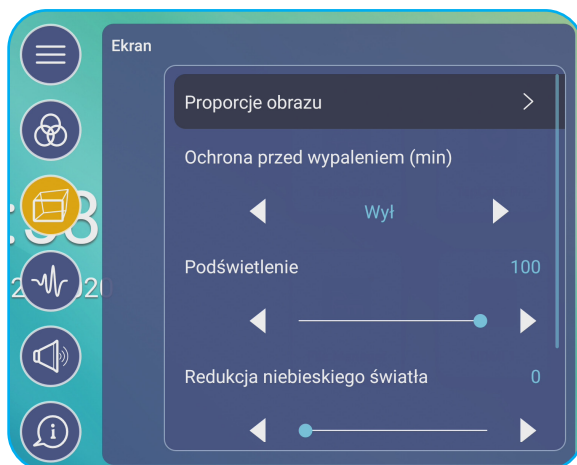 Ekran
Proporcje obrazu
Ochrona przed wypaleniem (min)
Wył
Podświetlenie 100
Redukcja niebieskiego światła 0